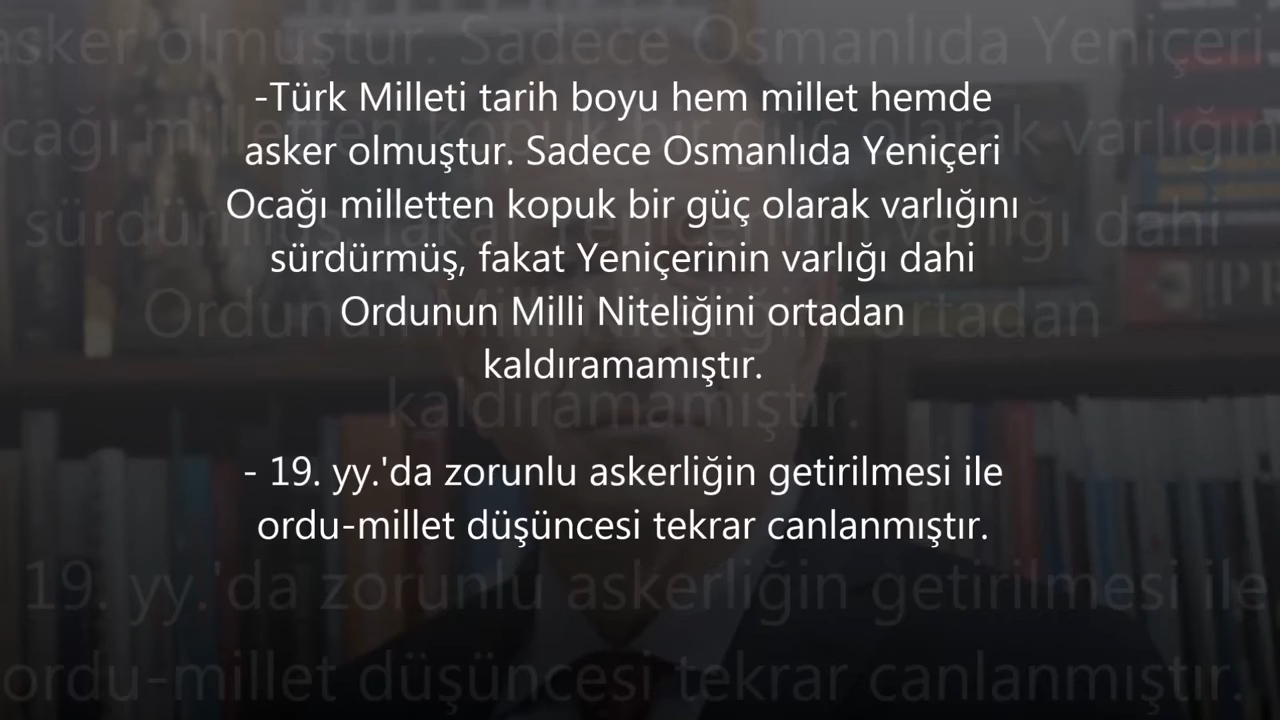 -Türk Milleti tarih boyu hem millet hemde
asker olmuştur. Sadece Osmanlıda Yeniçeri
Ocağı milletten kopuk bir güç olarak varlığını
sürdürmüş, fakat Yeniçerinin varlığı dahi
Ordunun Milli Niteliğini ortadan
kaldıramamıştır.
- 19. yy.'da zorunlu askerliğin getirilmesi ile
ordu-millet düşüncesi tekrar canlanmıştır.